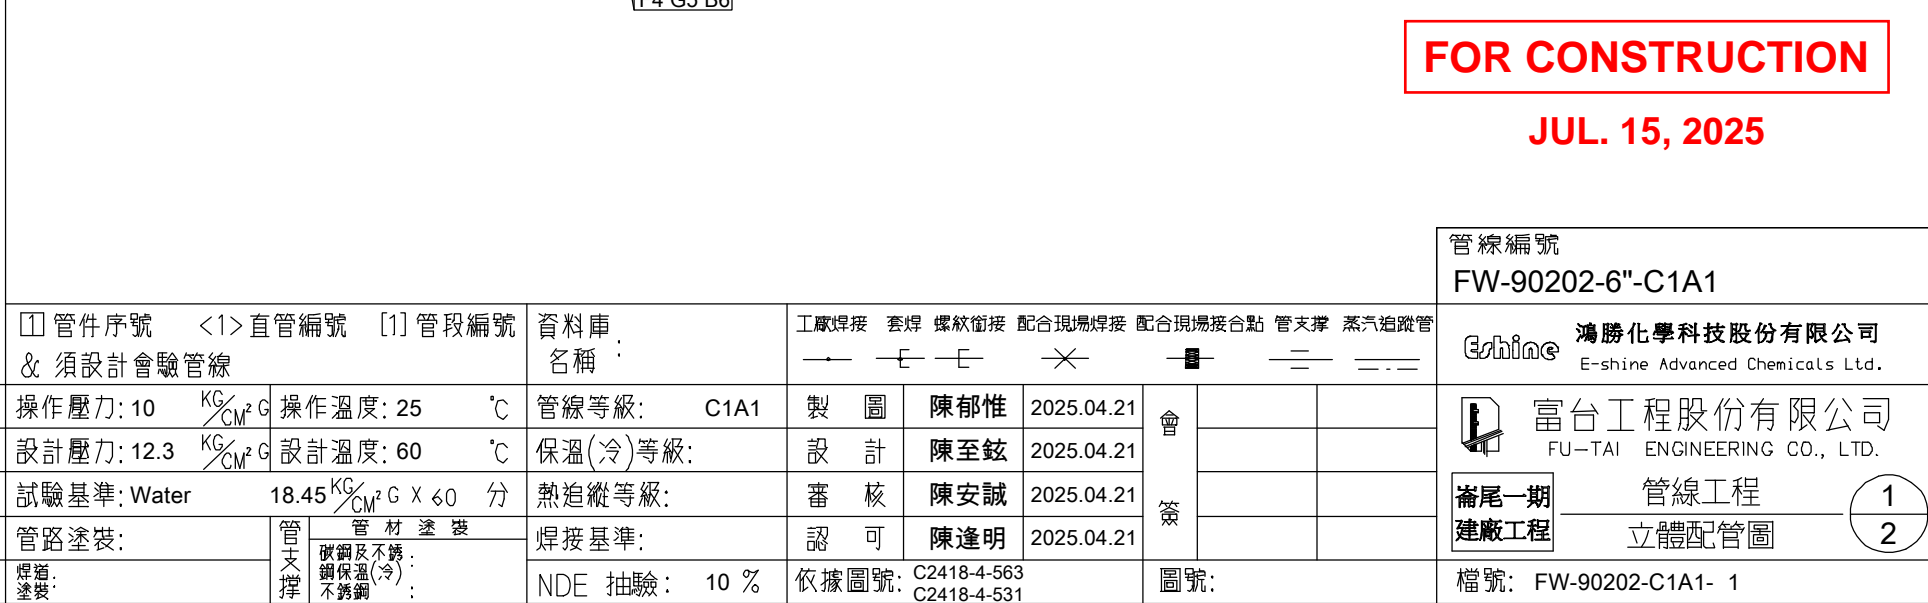 F4 G5 B6
FOR CONSTRUCTION
JUL. 15, 2025
管線編號
FW-90202-6"-C1A1
1 管件序號 <1>直管編號 [1] 管段編號
& 須設計會驗管線
資料庫名稱 :
工廠焊接 套焊 螺紋銜接 配合現場焊接 配合現場接合點 管支撐 蒸汽追蹤管
Eshine 鴻勝化學科技股份有限公司
E-shine Advanced Chemicals Ltd.
操作壓力: 10 KG/CM² G 操作溫度: 25 °C 管線等級: C1A1 製圖 陳郁惟 2025.04.21
設計壓力: 12.3 KG/CM² G 設計溫度: 60 °C 保溫(冷)等級: 設計 陳至鉉 2025.04.21
試驗基準: Water 18.45 KG/CM² G X 60 分 熱追縱等級: 審核 陳安誠 2025.04.21
管路塗裝: 焊接基準: 認可 陳逢明 2025.04.21
會簽
管支撐
管材塗裝
碳鋼及不銹鋼保溫(冷) :
不銹鋼 :
焊道塗裝:
NDE 抽驗: 10 %
依據圖號: C2418-4-563
C2418-4-531
圖號:
富台工程股份有限公司
FU-TAI ENGINEERING CO., LTD.
崙尾一期
建廠工程
管線工程
立體配管圖
1
2
檔號: FW-90202-C1A1- 1